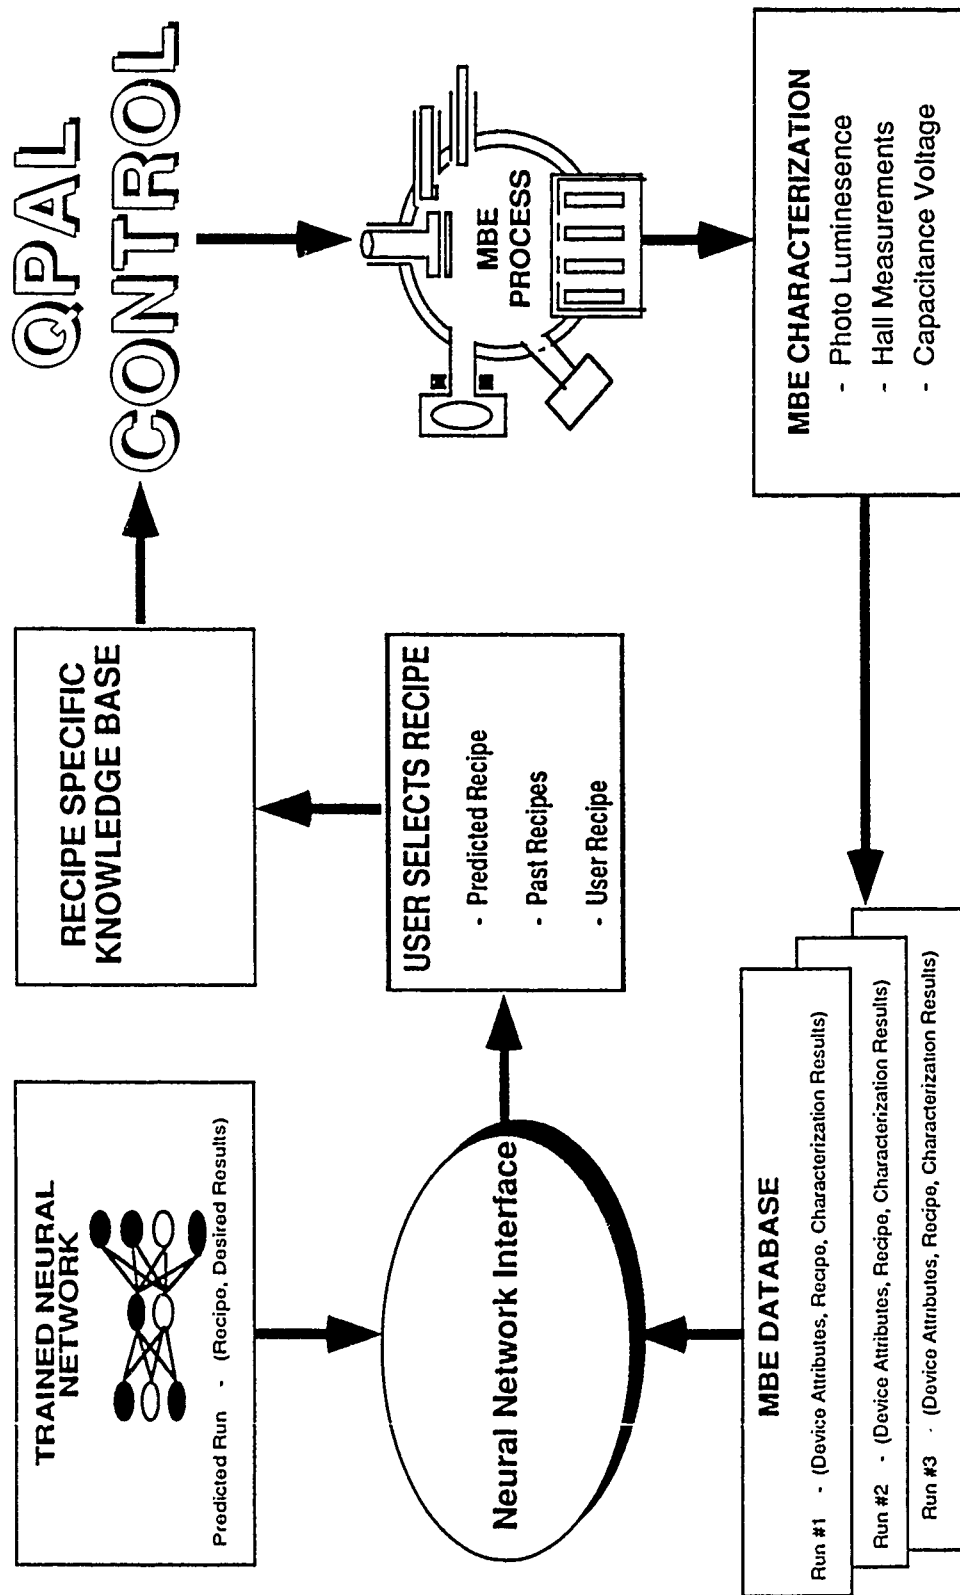 TRAINED NEURAL
NETWORK
Predicted Run - (Recipe, Desired Results)
RECIPE SPECIFIC
KNOWLEDGE BASE
QPAL
CONTROL
Neural Network Interface
USER SELECTS RECIPE
- Predicted Recipe
- Past Recipes
- User Recipe
MBE
PROCESS
MBE DATABASE
Run #1 - (Device Attributes, Recipe, Characterization Results)
Run #2 - (Device Attributes, Recipe, Characterization Results)
Run #3 - (Device Attributes, Recipe, Characterization Results)
MBE CHARACTERIZATION
- Photo Luminesence
- Hall Measurements
- Capacitance Voltage